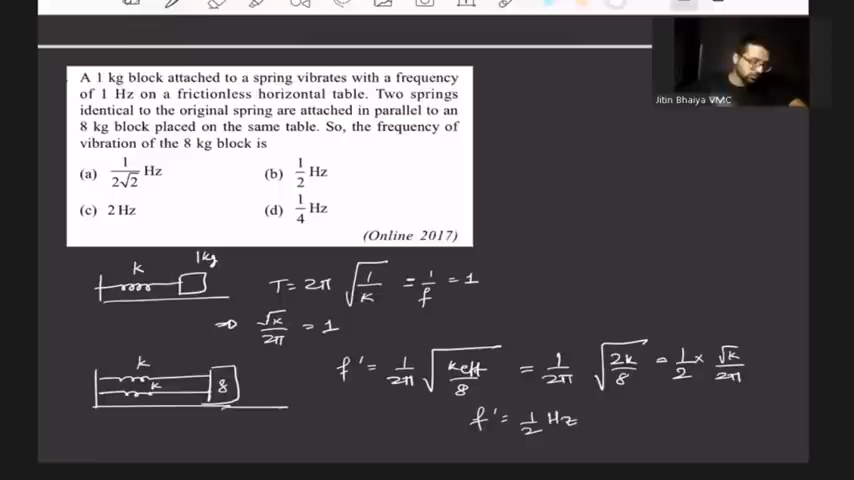 A 1 kg block attached to a spring vibrates with a frequency
of 1 Hz on a frictionless horizontal table. Two springs
identical to the original spring are attached in parallel to an
8 kg block placed on the same table. So, the frequency of
vibration of the 8 kg block is
(a) 1/2√2 Hz (b) 1/2 Hz
(c) 2 Hz (d) 1/4 Hz
(Online 2017)
Jitin Bhaiya VMC
k 1kg
T = 2π √(1/k) = 1/f = 1
⇒ √k/2π = 1
k
k
8
f' = 1/2π √(keff/8) = 1/2π √(2k/8) = 1/2 × √k/2π
f' = 1/2 Hz